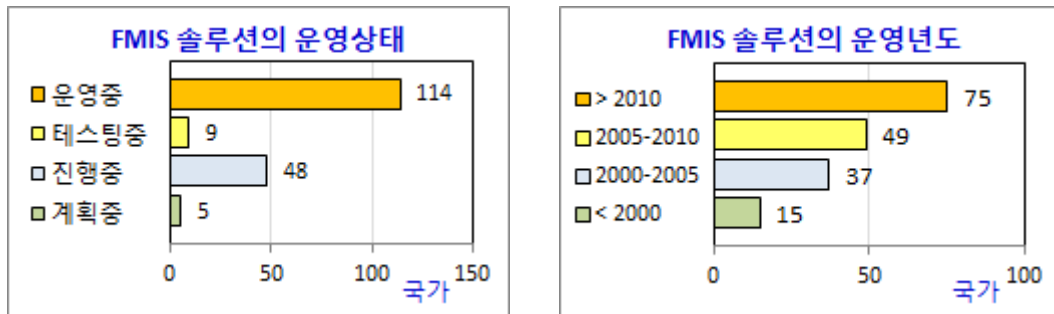 FMIS 솔루션의 운영상태
운영중 114
테스팅중 9
진행중 48
계획중 5
0 50 100 150
국가
FMIS 솔루션의 운영년도
> 2010 75
2005-2010 49
2000-2005 37
< 2000 15
0 50 100
국가